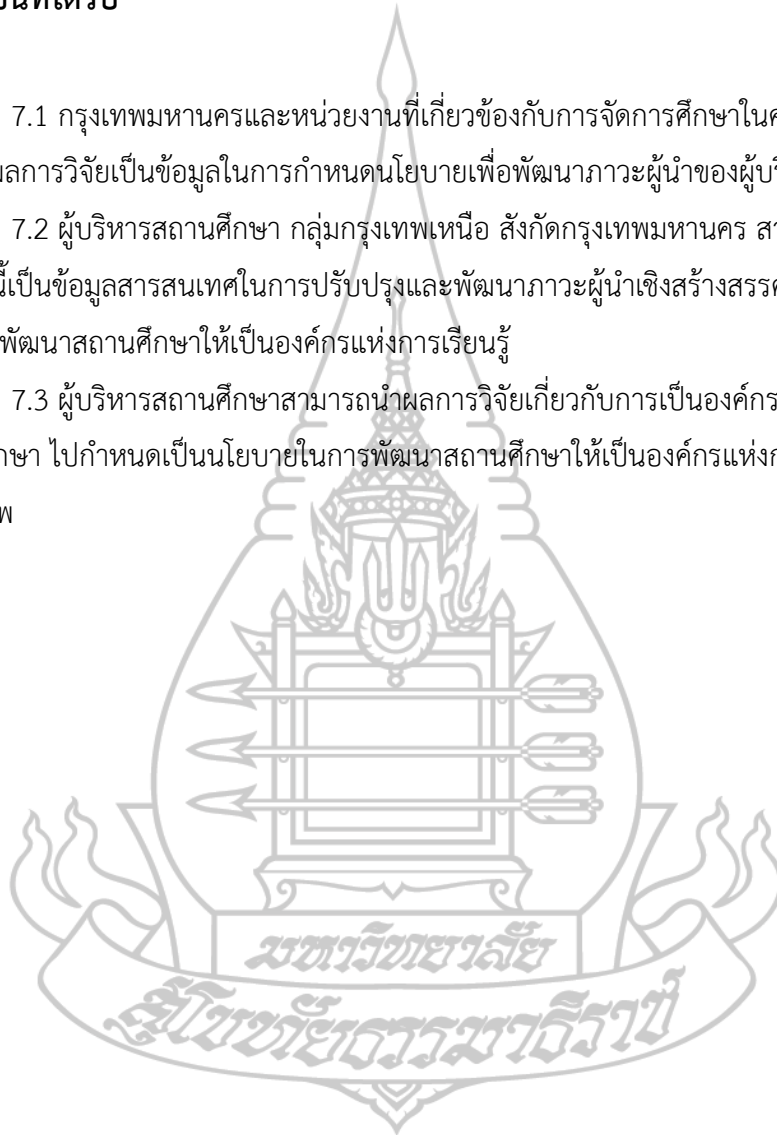 7.1 กรุงเทพมหานครและหน่วยงานที่เกี่ยวข้องกับการจัดการศึกษาใน
ผลการวิจัยเป็นข้อมูลในการกำหนดนโยบายเพื่อพัฒนาภาวะผู้นำของผู้บริ
7.2 ผู้บริหารสถานศึกษา กลุ่มกรุงเทพเหนือ สังกัดกรุงเทพมหานคร
นี้เป็นข้อมูลสารสนเทศในการปรับปรุงและพัฒนาภาวะผู้นำเชิงสร้างสรรค์
พัฒนาสถานศึกษาให้เป็นองค์กรแห่งการเรียนรู้
7.3 ผู้บริหารสถานศึกษาสามารถนำผลการวิจัยเกี่ยวกับการเป็นองค์กร
กษา ไปกำหนดเป็นนโยบายในการพัฒนาสถานศึกษาให้เป็นองค์กรแห่งก
พ
มหาวิทยาลัย
สุโขทัยธรรมาธิราช